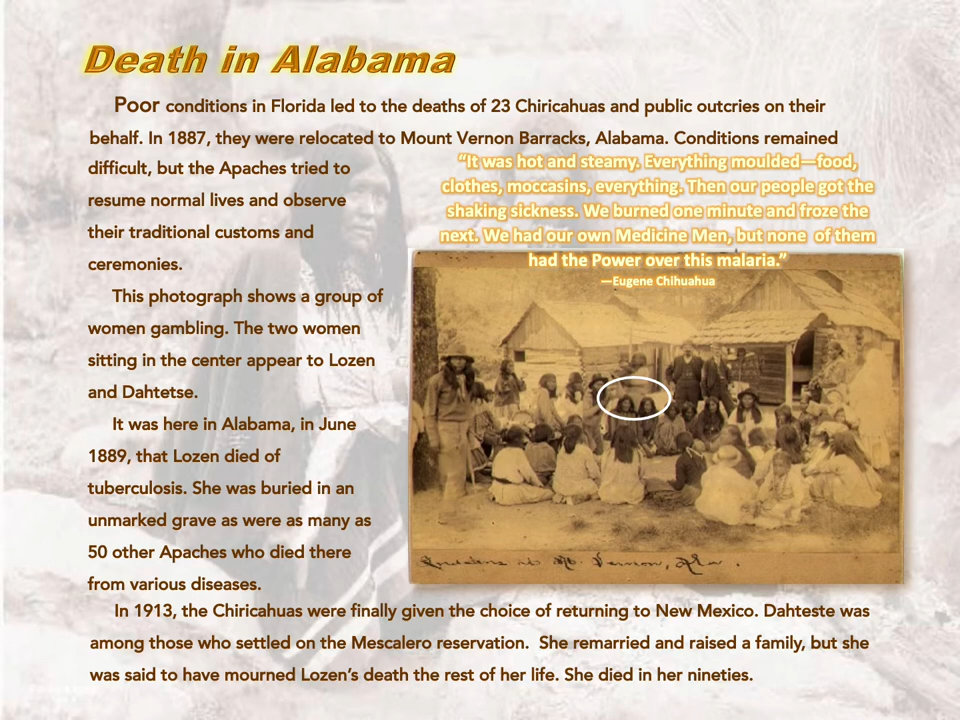 Death in Alabama
Poor conditions in Florida led to the deaths of 23 Chiricahuas and public outcries on their
behalf. In 1887, they were relocated to Mount Vernon Barracks, Alabama. Conditions remained
difficult, but the Apaches tried to
resume normal lives and observe
their traditional customs and
ceremonies.
This photograph shows a group of
women gambling. The two women
sitting in the center appear to Lozen
and Dahtetse.
It was here in Alabama, in June
1889, that Lozen died of
tuberculosis. She was buried in an
unmarked grave as were as many as
50 other Apaches who died there
from various diseases.
“It was hot and steamy. Everything moulded—food,
clothes, moccasins, everything. Then our people got the
shaking sickness. We burned one minute and froze the
next. We had our own Medicine Men, but none of them
had the Power over this malaria.”
—Eugene Chihuahua
Indians at Mt. Vernon, Ala.
In 1913, the Chiricahuas were finally given the choice of returning to New Mexico. Dahteste was
among those who settled on the Mescalero reservation. She remarried and raised a family, but she
was said to have mourned Lozen’s death the rest of her life. She died in her nineties.